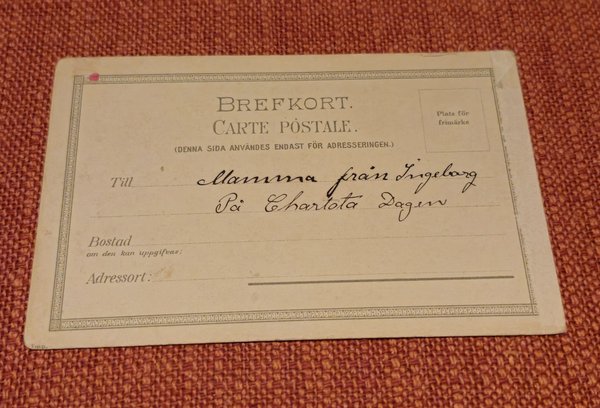 BREFKORT.
CARTE POSTALE.
(DENNA SIDA ANVÄNDES ENDAST FÖR ADRESSERINGEN.)
Plats för
frimärke
Till Mamma från Ingeborg
På Charlota Dagen
Bostad
om den kan uppgifvas:
Adressort: